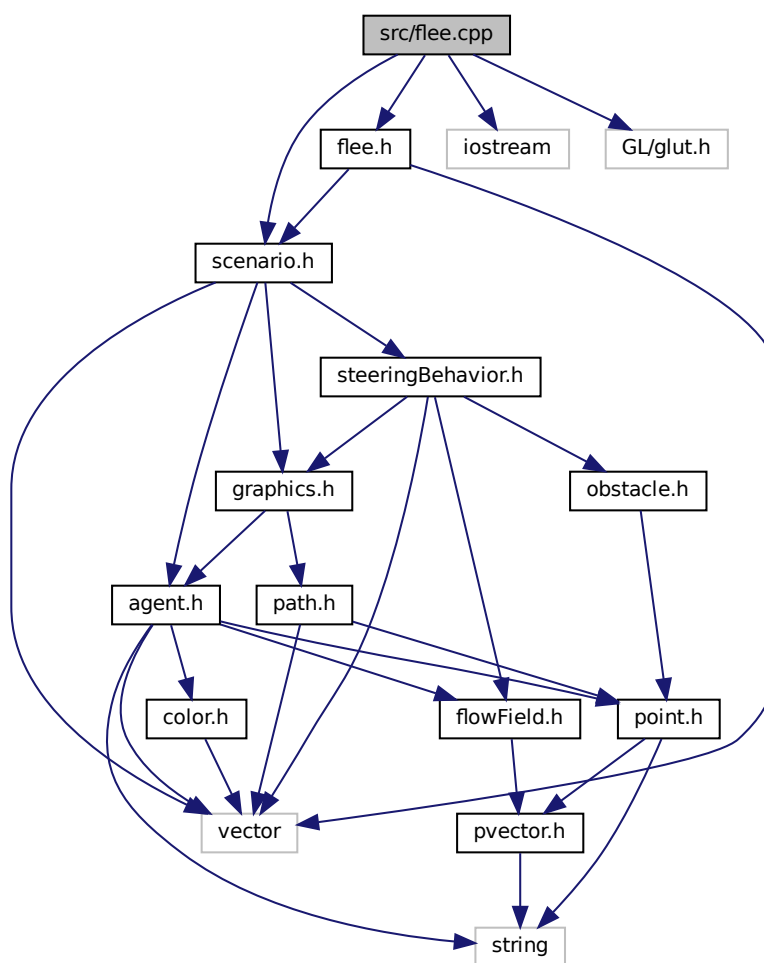 src/flee.cpp
flee.h
iostream
GL/glut.h
scenario.h
steeringBehavior.h
graphics.h
obstacle.h
agent.h
path.h
color.h
flowField.h
point.h
vector
pvector.h
string